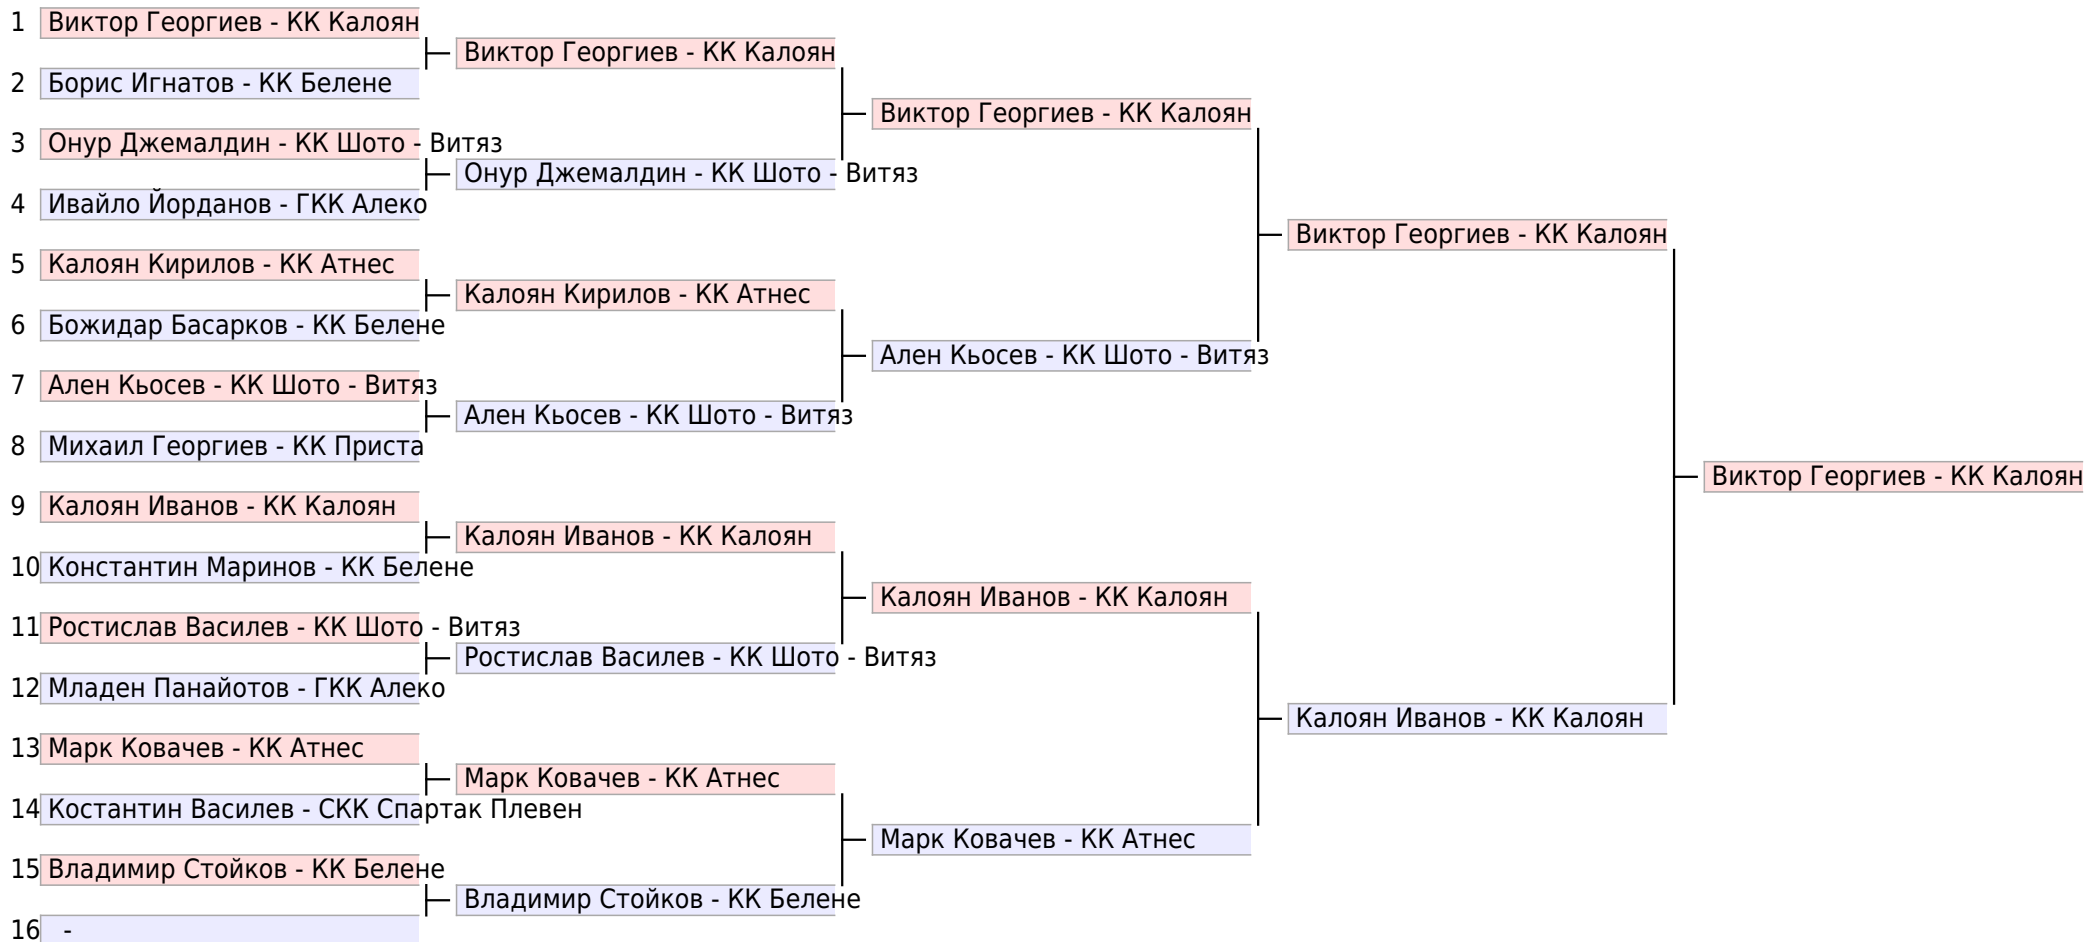 1 Виктор Георгиев - КК Калоян
Виктор Георгиев - КК Калоян
2 Борис Игнатов - КК Белене
Виктор Георгиев - КК Калоян
3 Онур Джемалдин - КК Шото - Витяз
Онур Джемалдин - КК Шото - Витяз
4 Ивайло Йорданов - ГКК Алеко
Виктор Георгиев - КК Калоян
5 Калоян Кирилов - КК Атнес
Калоян Кирилов - КК Атнес
6 Божидар Басарков - КК Белене
Ален Кьосев - КК Шото - Витяз
7 Ален Кьосев - КК Шото - Витяз
Ален Кьосев - КК Шото - Витяз
8 Михаил Георгиев - КК Приста
Виктор Георгиев - КК Калоян
9 Калоян Иванов - КК Калоян
Калоян Иванов - КК Калоян
10 Константин Маринов - КК Белене
Калоян Иванов - КК Калоян
11 Ростислав Василев - КК Шото - Витяз
Ростислав Василев - КК Шото - Витяз
12 Младен Панайотов - ГКК Алеко
Калоян Иванов - КК Калоян
13 Марк Ковачев - КК Атнес
Марк Ковачев - КК Атнес
14 Костантин Василев - СКК Спартак Плевен
Марк Ковачев - КК Атнес
15 Владимир Стойков - КК Белене
Владимир Стойков - КК Белене
16 -